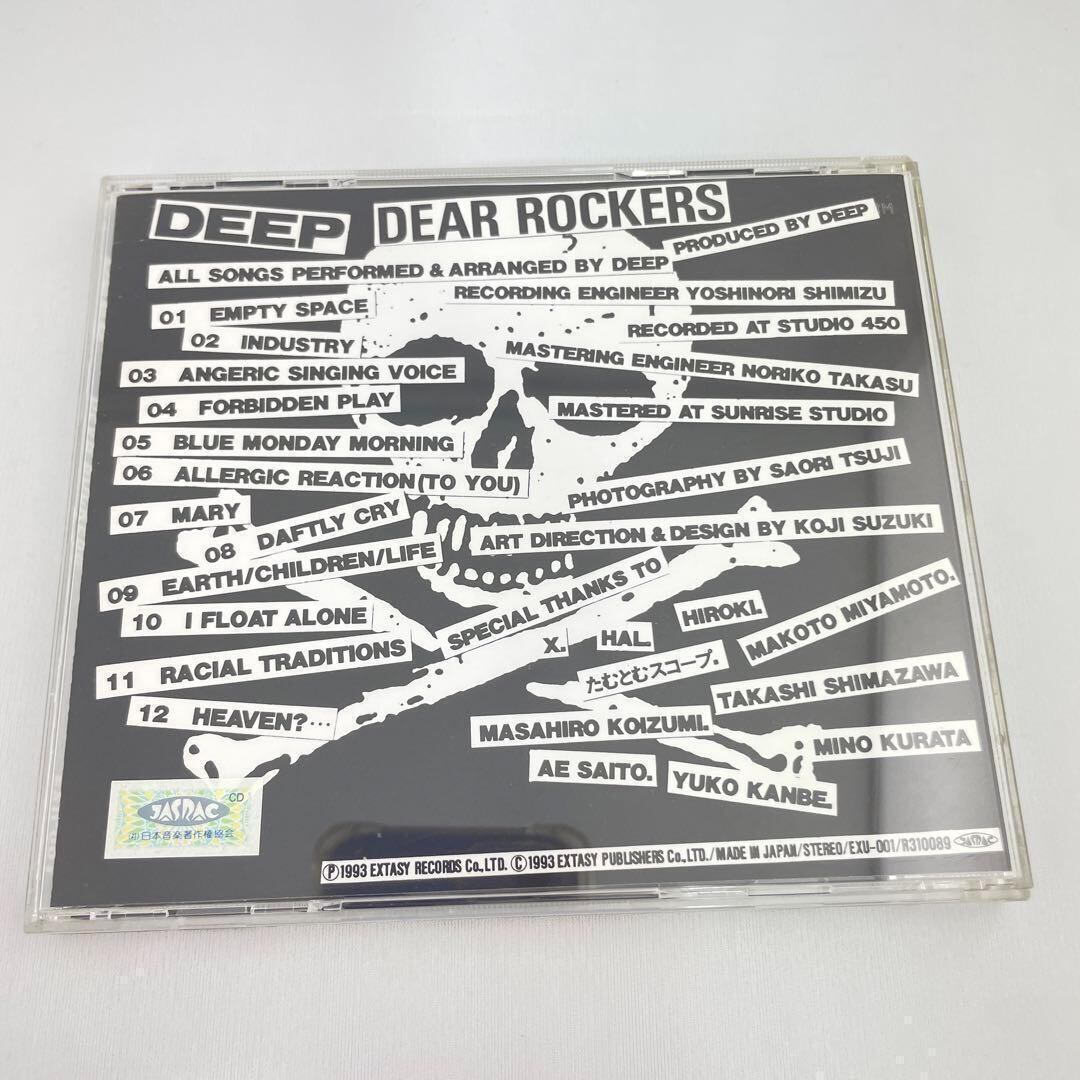 DEEP DEAR ROCKERS
ALL SONGS PERFORMED & ARRANGED BY DEEP
PRODUCED BY DEEP
01 EMPTY SPACE
02 INDUSTRY
03 ANGERIC SINGING VOICE
04 FORBIDDEN PLAY
05 BLUE MONDAY MORNING
06 ALLERGIC REACTION (TO YOU)
07 MARY
08 DAFTLY CRY
09 EARTH/CHILDREN/LIFE
10 I FLOAT ALONE
11 RACIAL TRADITIONS
12 HEAVEN?…
RECORDING ENGINEER YOSHINORI SHIMIZU
RECORDED AT STUDIO 450
MASTERING ENGINEER NORIKO TAKASU
MASTERED AT SUNRISE STUDIO
PHOTOGRAPHY BY SAORI TSUJI
ART DIRECTION & DESIGN BY KOJI SUZUKI
SPECIAL THANKS TO
X. HAL. HIROKI.
たむとむスコープ. MAKOTO MIYAMOTO.
TAKASHI SHIMAZAWA
MASAHIRO KOIZUMI.
MINO KURATA
AE SAITO. YUKO KANBE.
JASRAC CD
(社)日本音楽著作権協会
Ⓟ1993 EXTASY RECORDS Co., LTD. Ⓒ1993 EXTASY PUBLISHERS Co., LTD./MADE IN JAPAN/STEREO/EXU-001/R310089 JASRAC